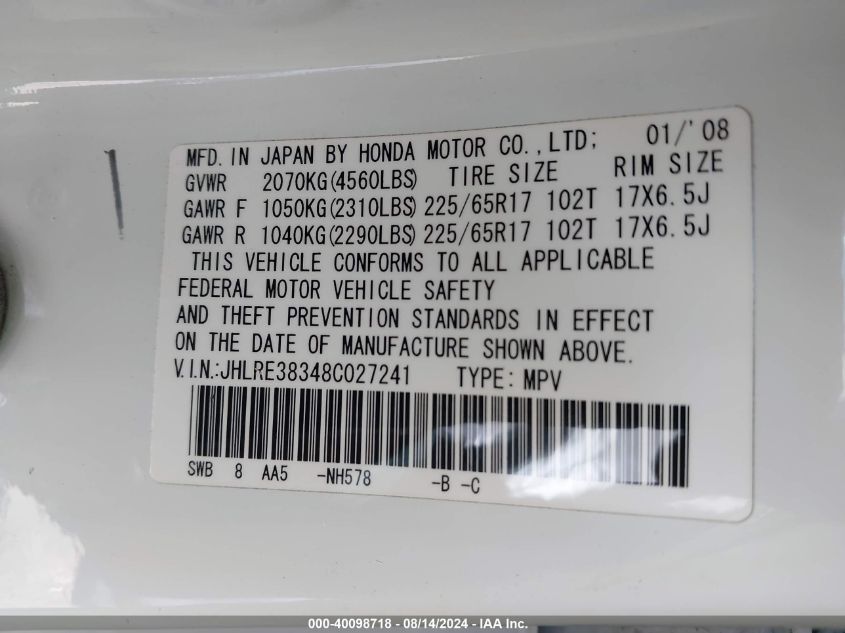 MFD. IN JAPAN BY HONDA MOTOR CO.,LTD; 01/'08
GVWR 2070KG(4560LBS) TIRE SIZE RIM SIZE
GAWR F 1050KG(2310LBS) 225/65R17 102T 17X6.5J
GAWR R 1040KG(2290LBS) 225/65R17 102T 17X6.5J
THIS VEHICLE CONFORMS TO ALL APPLICABLE
FEDERAL MOTOR VEHICLE SAFETY
AND THEFT PREVENTION STANDARDS IN EFFECT
ON THE DATE OF MANUFACTURE SHOWN ABOVE.
V.I.N.:JHLRE38348C027241 TYPE: MPV
SWB 8 AA5 -NH578 -B -C
000-40098718 - 08/14/2024 - IAA Inc.